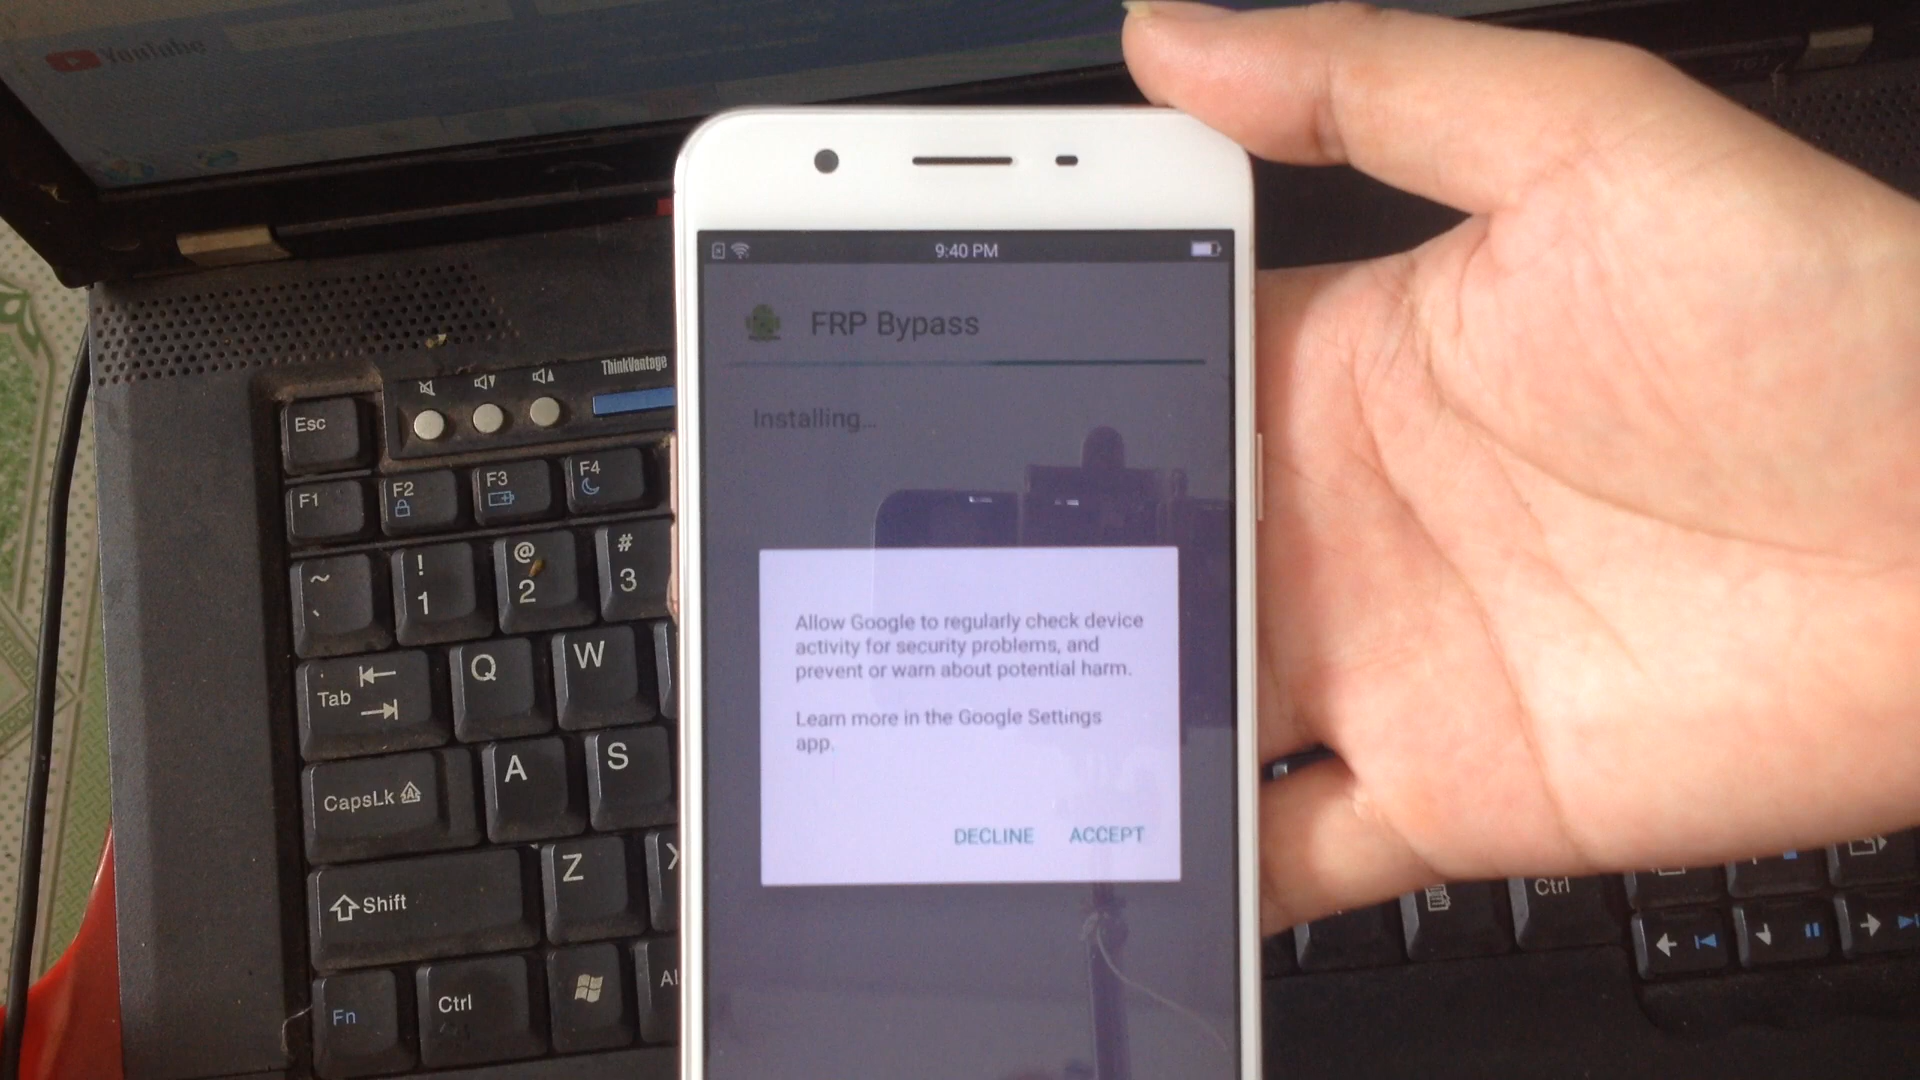 YouTube
9:40 PM
FRP Bypass
Installing...
Allow Google to regularly check device
activity for security problems, and
prevent or warn about potential harm.
Learn more in the Google Settings
app.
DECLINE ACCEPT
ThinkVantage
Esc
F1 F2 F3 F4
~ ! @ #
` 1 2 3
Tab Q W
CapsLk A S
Shift Z X
Fn Ctrl Al
Ctrl